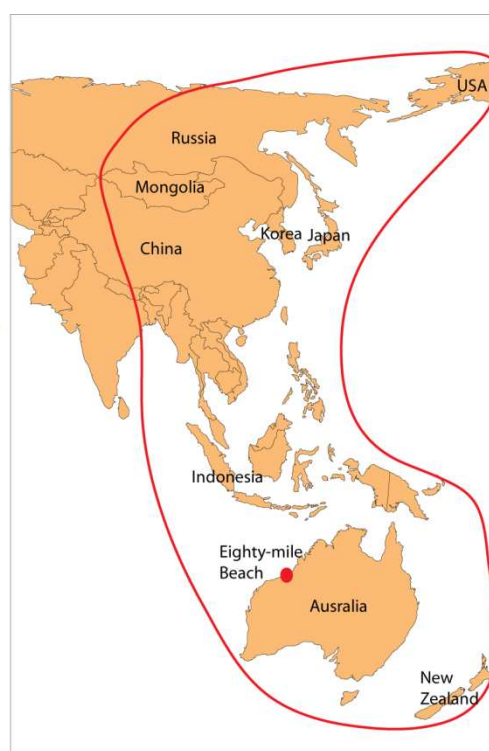 USA
Russia
Mongolia
Korea
Japan
China
Indonesia
Eighty-mile
Beach
Ausralia
New
Zealand